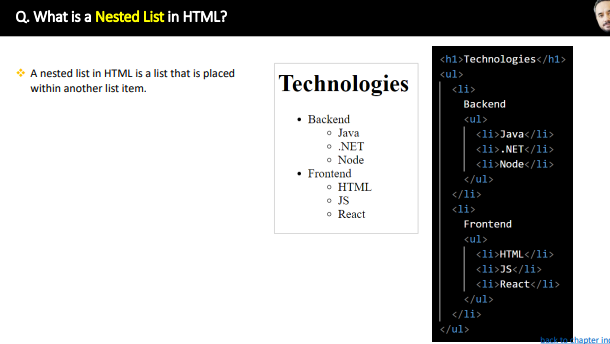 Q. What is a Nested List in HTML?
❖ A nested list in HTML is a list that is placed
within another list item.
Technologies
• Backend
◦ Java
◦ .NET
◦ Node
• Frontend
◦ HTML
◦ JS
◦ React
<h1>Technologies</h1>
<ul>
<li>
Backend
<ul>
<li>Java</li>
<li>.NET</li>
<li>Node</li>
</ul>
</li>
<li>
Frontend
<ul>
<li>HTML</li>
<li>JS</li>
<li>React</li>
</ul>
</li>
</ul>
back to chapter